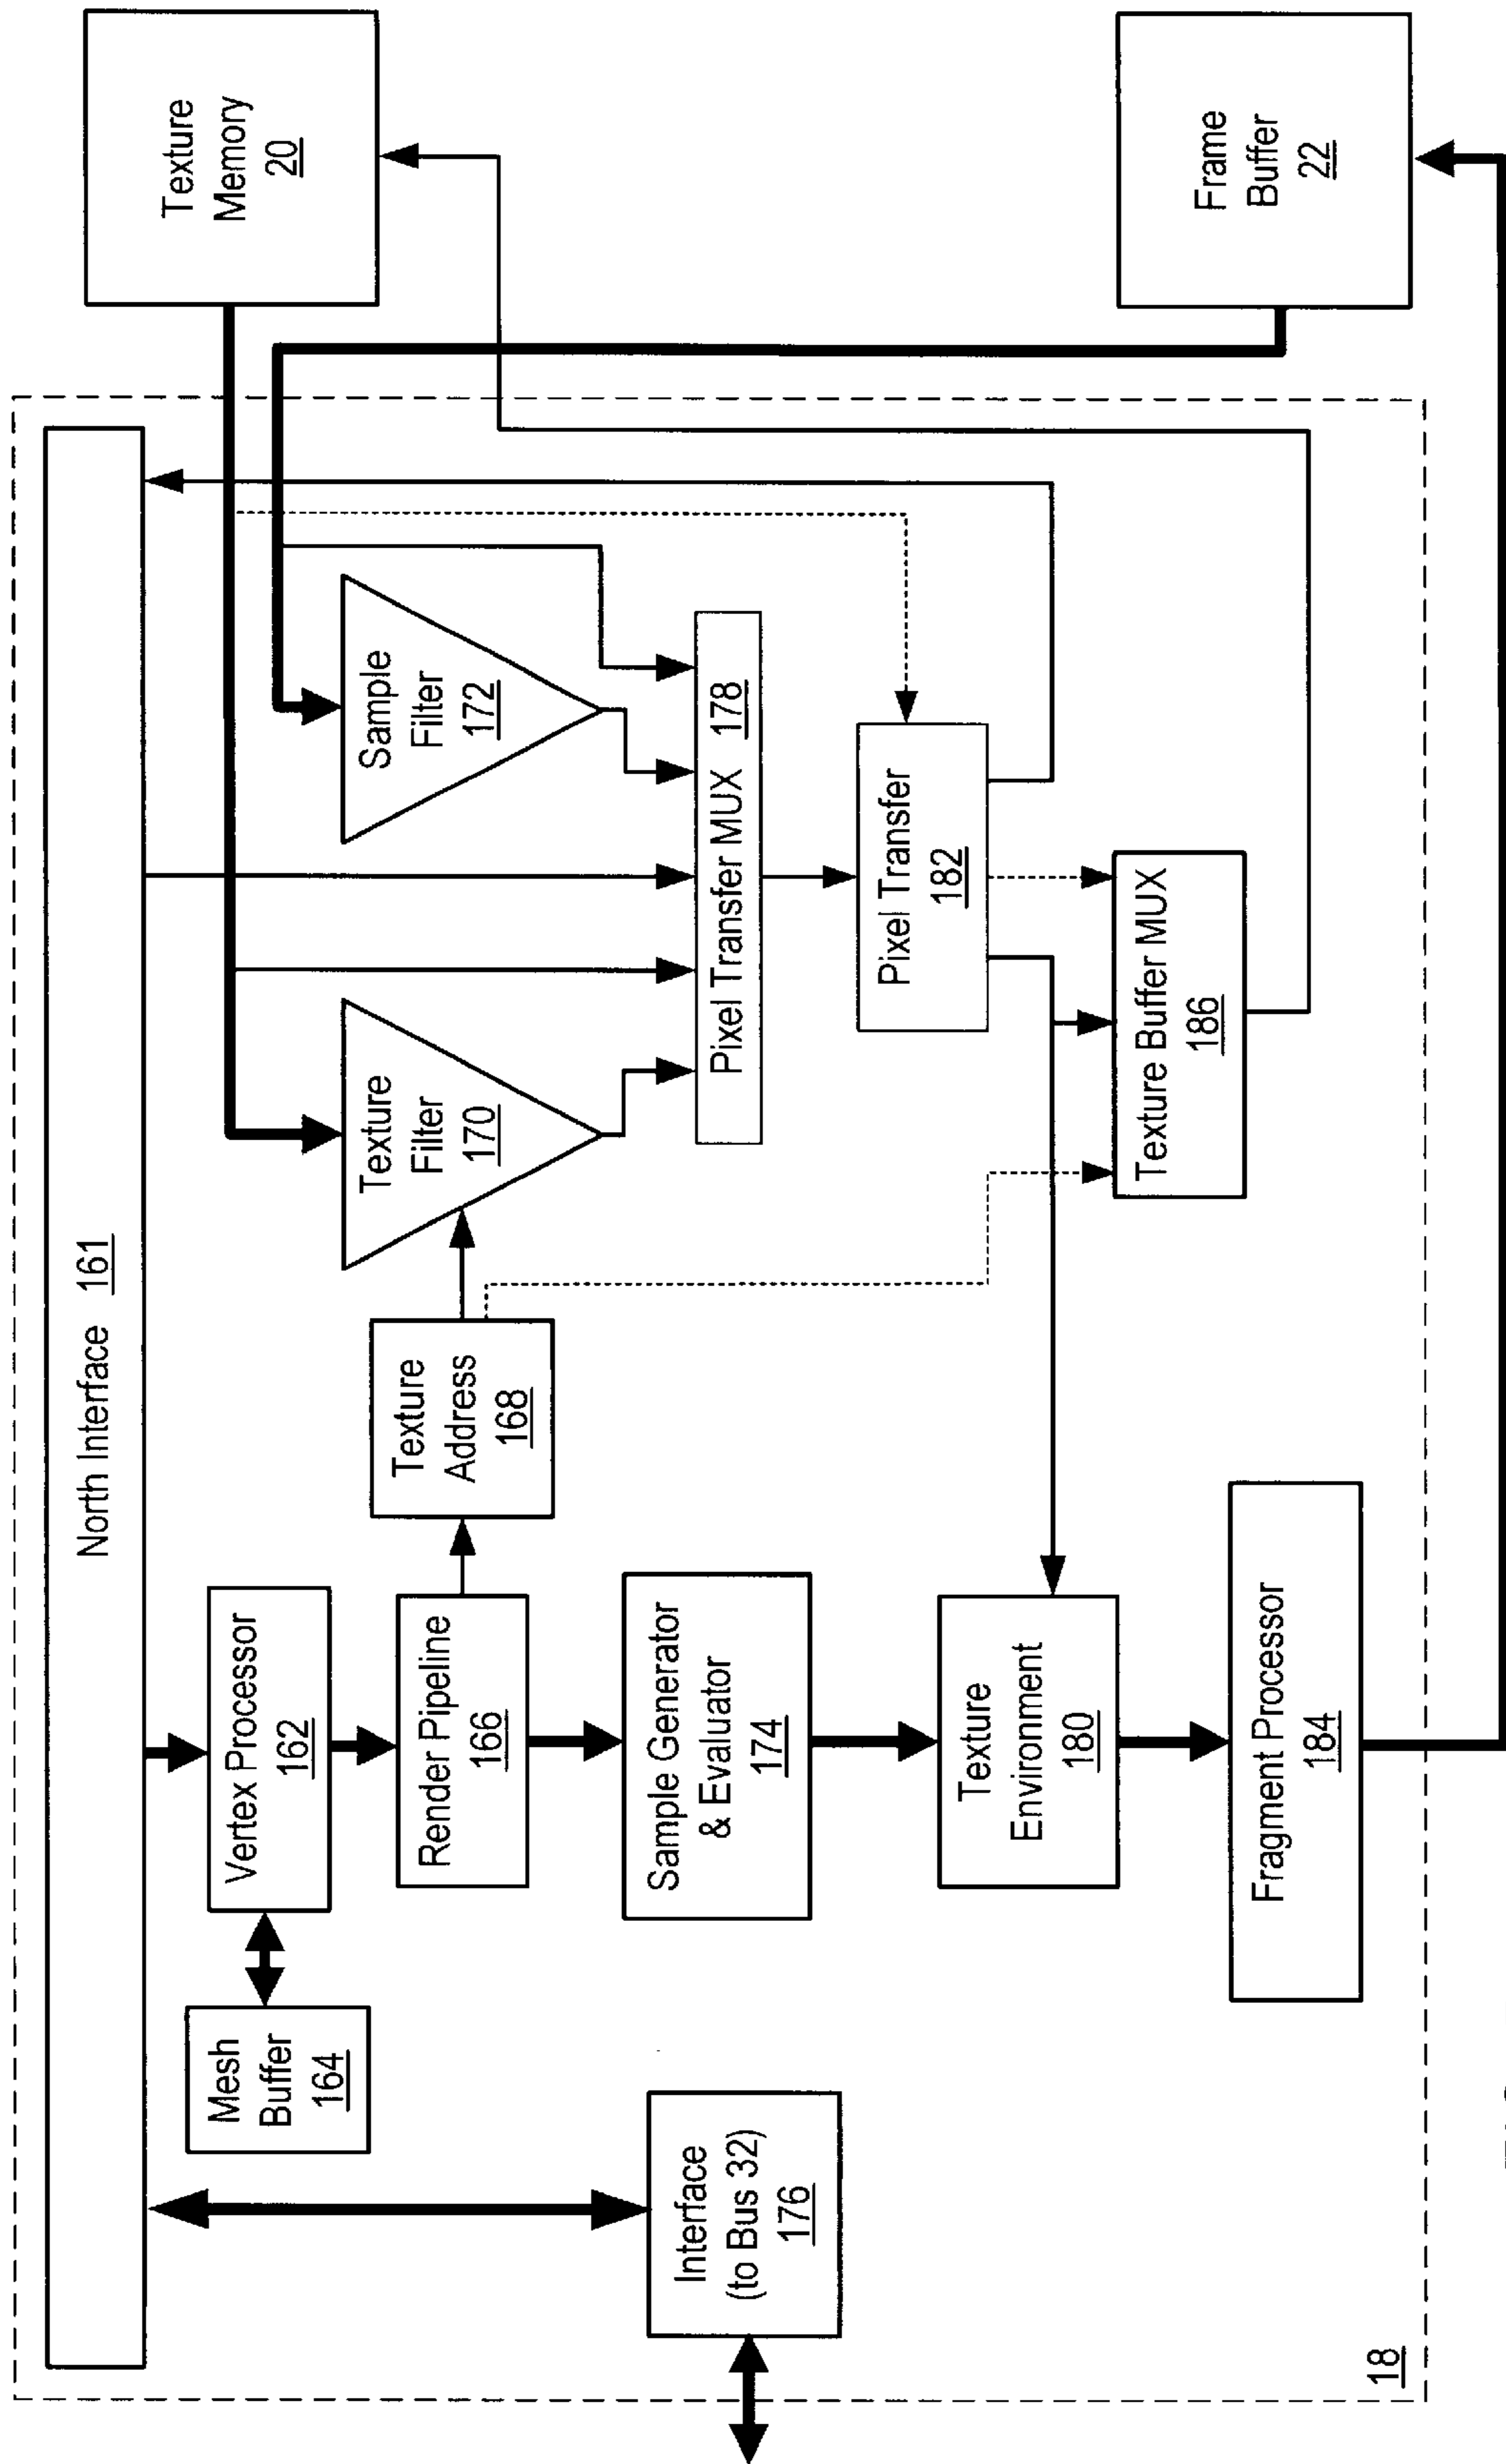 North Interface 161
Vertex Processor
162
Mesh
Buffer
164
Render Pipeline
166
Texture
Address
168
Texture
Filter
170
Sample
Filter
172
Texture
Memory
20
Sample Generator
& Evaluator
174
Interface
(to Bus 32)
176
Pixel Transfer MUX 178
Texture
Environment
180
Pixel Transfer
182
Fragment Processor
184
Texture Buffer MUX
186
Frame
Buffer
22
18